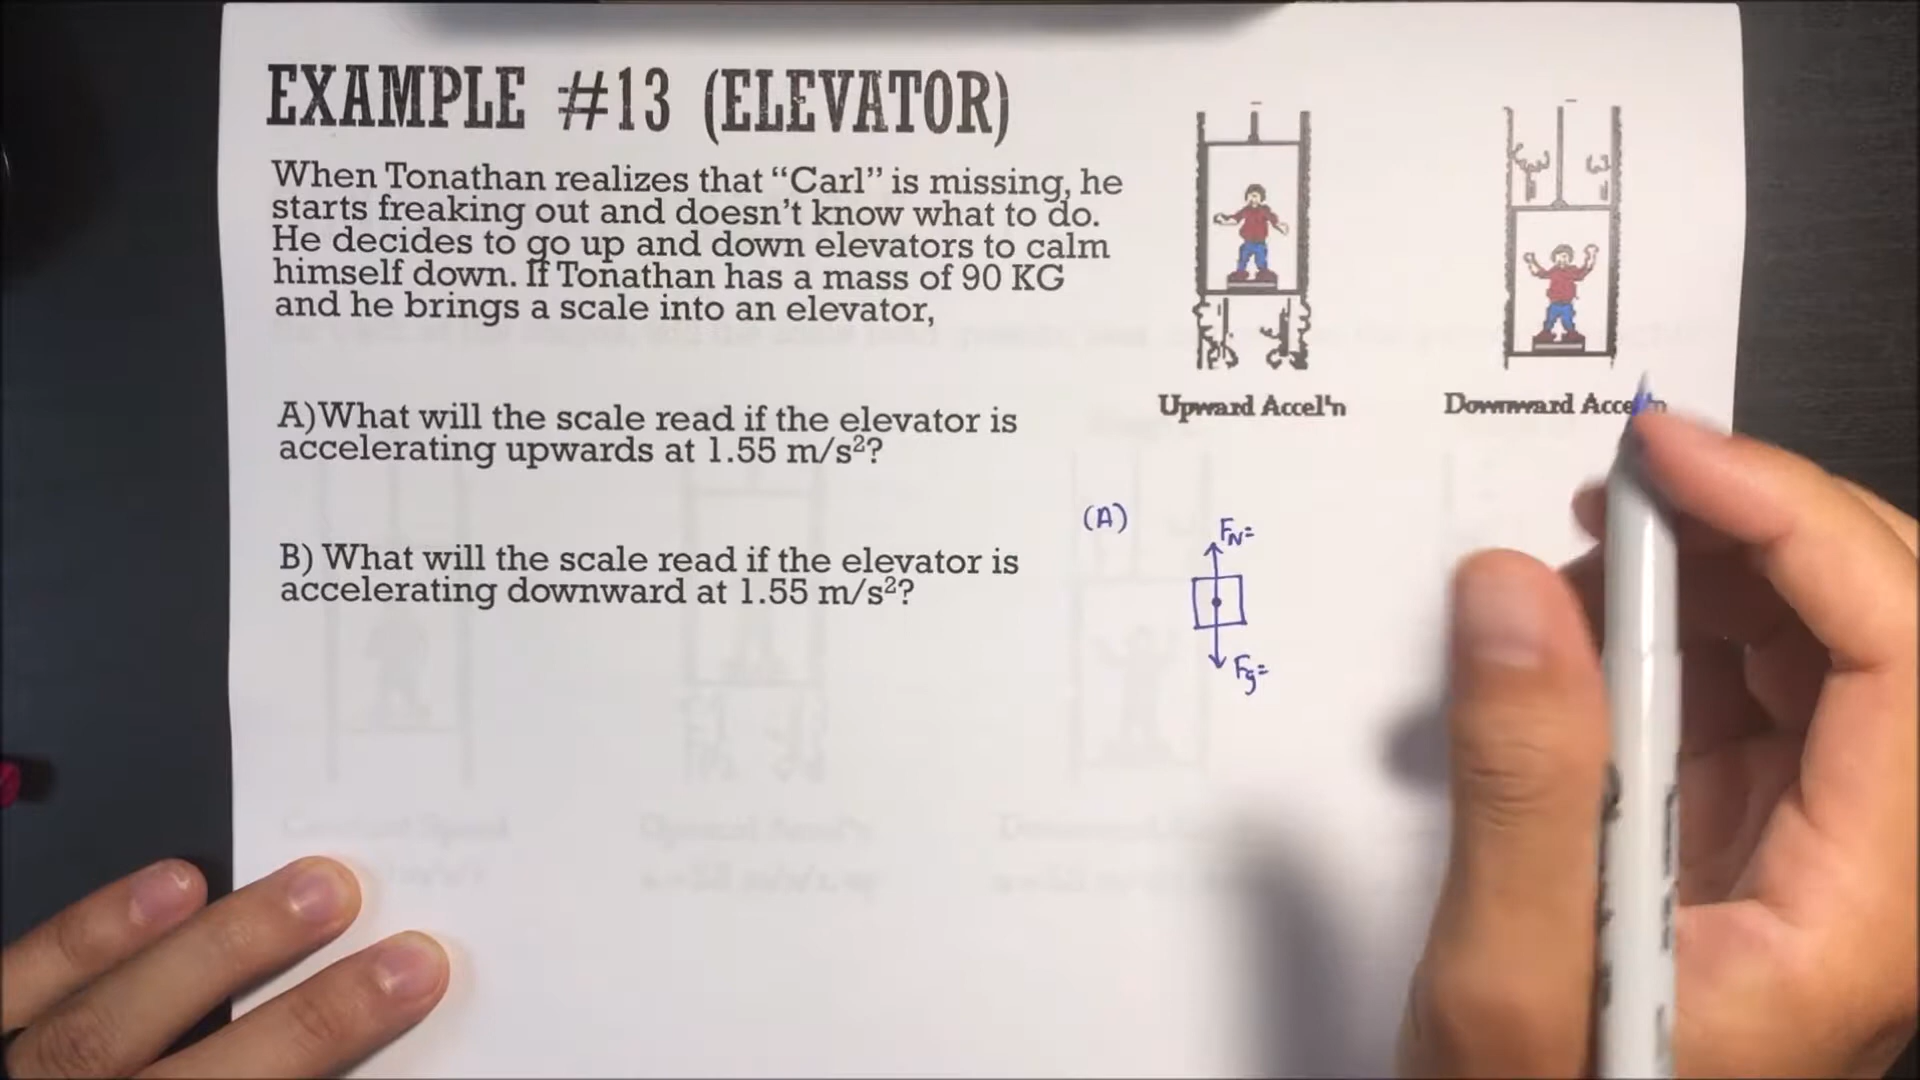 EXAMPLE #13 (ELEVATOR)
When Tonathan realizes that “Carl” is missing, he
starts freaking out and doesn’t know what to do.
He decides to go up and down elevators to calm
himself down. If Tonathan has a mass of 90 KG
and he brings a scale into an elevator,
Upward Accel'n
Downward Accel'n
A)What will the scale read if the elevator is
accelerating upwards at 1.55 m/s²?
B) What will the scale read if the elevator is
accelerating downward at 1.55 m/s²?
(A)
FN=
Fg=